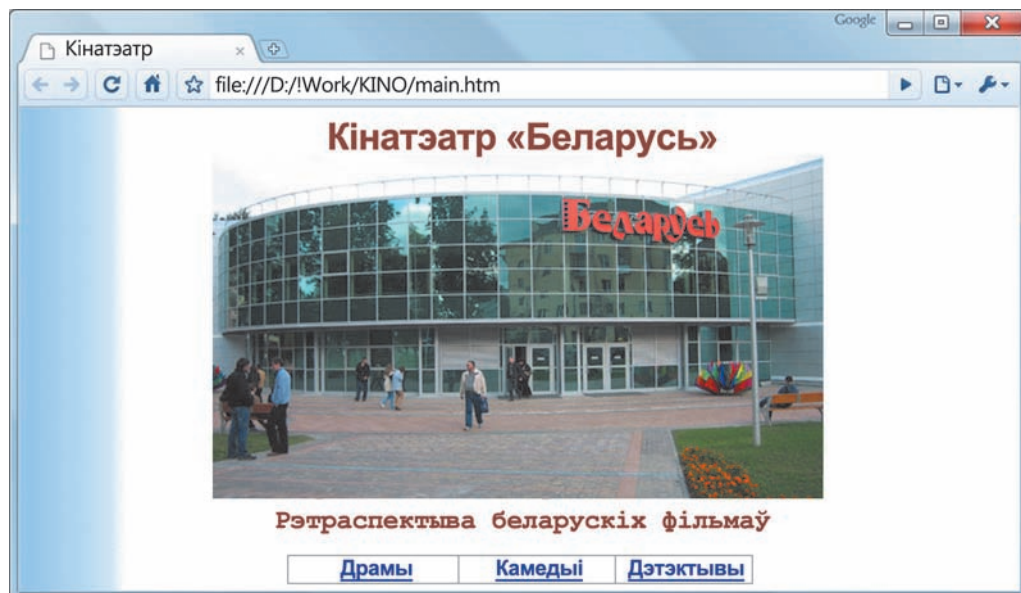 Google
Кінатэатр
file:///D:/!Work/KINO/main.htm
Кінатэатр «Беларусь»
Беларусь
Рэтраспектыва беларускіх фільмаў
Драмы Камедыі Дэтэктывы